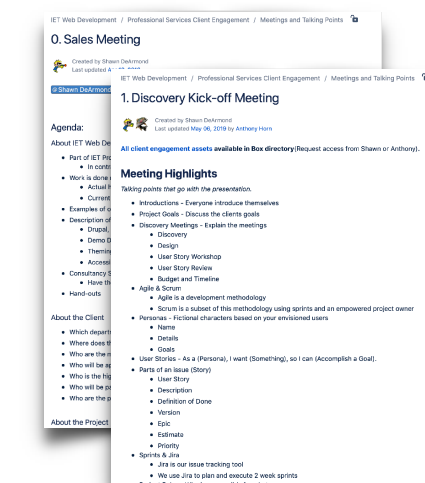 IET Web Development / Professional Services Client Engagement / Meetings and Talking Points
0. Sales Meeting
Created by Shawn DeArmond
Last updated
@Shawn DeArmond
Agenda:
About IET Web De
Part of IET Pro
In contr
Work is done
Actual h
Current
Examples of
Description of
Drupal,
Demo D
Themin
Accessi
Consultancy S
Have th
Hand-outs
About the Client
Which depart
Where does th
Who are the
Who will be ap
Who is the hig
Who will be pa
Who are the p
About the Project
IET Web Development / Professional Services Client Engagement / Meetings and Talking Points
1. Discovery Kick-off Meeting
Created by Shawn DeArmond
Last updated May 06, 2019 by Anthony Horn
All client engagement assets available in Box directory(Request access from Shawn or Anthony).
Meeting Highlights
Talking points that go with the presentation.
Introductions - Everyone introduce themselves
Project Goals - Discuss the clients goals
Discovery Meetings - Explain the meetings
Discovery
Design
User Story Workshop
User Story Review
Budget and Timeline
Agile & Scrum
Agile is a development methodology
Scrum is a subset of this methodology using sprints and an empowered project owner
Personas - Fictional characters based on your envisioned users
Name
Details
Goals
User Stories - As a (Persona), I want (Something), so I can (Accomplish a Goal).
Parts of an issue (Story)
User Story
Description
Definition of Done
Version
Epic
Estimate
Priority
Sprints & Jira
Jira is our issue tracking tool
We use Jira to plan and execute 2 week sprints